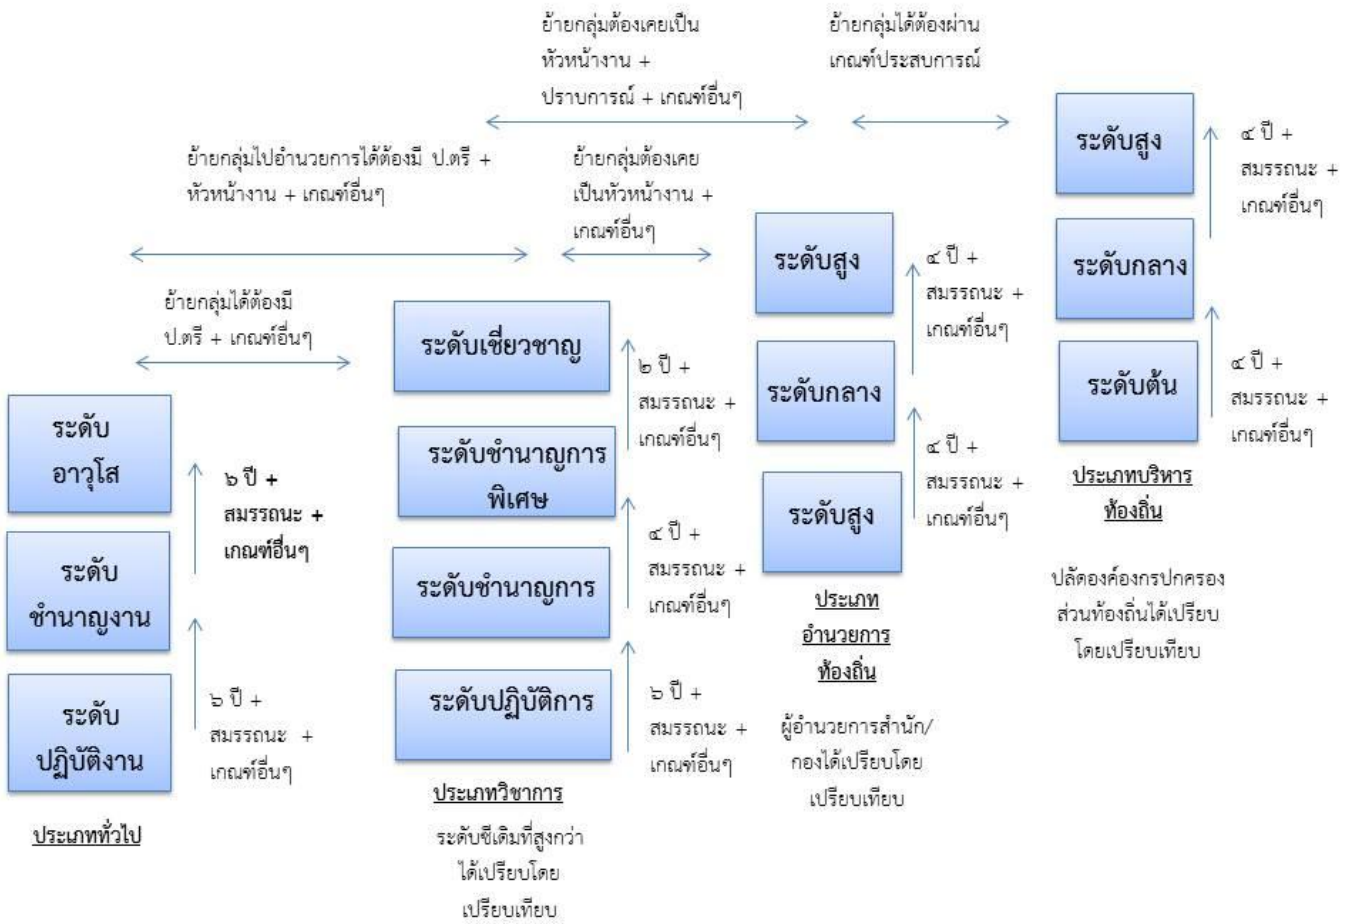 ย้ายกลุ่มต้องเคยเป็น
หัวหน้างาน +
ปราบการณ์ + เกณฑ์อื่นๆ
ย้ายกลุ่มได้ต้องผ่าน
เกณฑ์ประสบการณ์
ย้ายกลุ่มไปอำนวยการได้ต้องมี ป.ตรี +
หัวหน้างาน + เกณฑ์อื่นๆ
ย้ายกลุ่มต้องเคย
เป็นหัวหน้างาน +
เกณฑ์อื่นๆ
ย้ายกลุ่มได้ต้องมี
ป.ตรี + เกณฑ์อื่นๆ
ระดับ
อาวุโส
๖ ปี +
สมรรถนะ +
เกณฑ์อื่นๆ
ระดับ
ชำนาญงาน
ระดับ
ปฏิบัติงาน
๖ ปี +
สมรรถนะ +
เกณฑ์อื่นๆ
ประเภททั่วไป
ระดับเชี่ยวชาญ
๒ ปี +
สมรรถนะ +
เกณฑ์อื่นๆ
ระดับชำนาญการ
พิเศษ
๔ ปี +
สมรรถนะ +
เกณฑ์อื่นๆ
ระดับชำนาญการ
ระดับปฏิบัติการ
๖ ปี +
สมรรถนะ +
เกณฑ์อื่นๆ
ประเภทวิชาการ
ระดับซีเดิมที่สูงกว่า
ได้เปรียบโดย
เปรียบเทียบ
ระดับสูง
๔ ปี +
สมรรถนะ +
เกณฑ์อื่นๆ
ระดับกลาง
๔ ปี +
สมรรถนะ +
เกณฑ์อื่นๆ
ระดับสูง
ประเภท
อำนวยการ
ท้องถิ่น
ผู้อำนวยการสำนัก/
กองได้เปรียบโดย
เปรียบเทียบ
ระดับสูง
๔ ปี +
สมรรถนะ +
เกณฑ์อื่นๆ
ระดับกลาง
ระดับต้น
๔ ปี +
สมรรถนะ +
เกณฑ์อื่นๆ
ประเภทบริหาร
ท้องถิ่น
ปลัดองค์องกรปกครอง
ส่วนท้องถิ่นได้เปรียบ
โดยเปรียบเทียบ